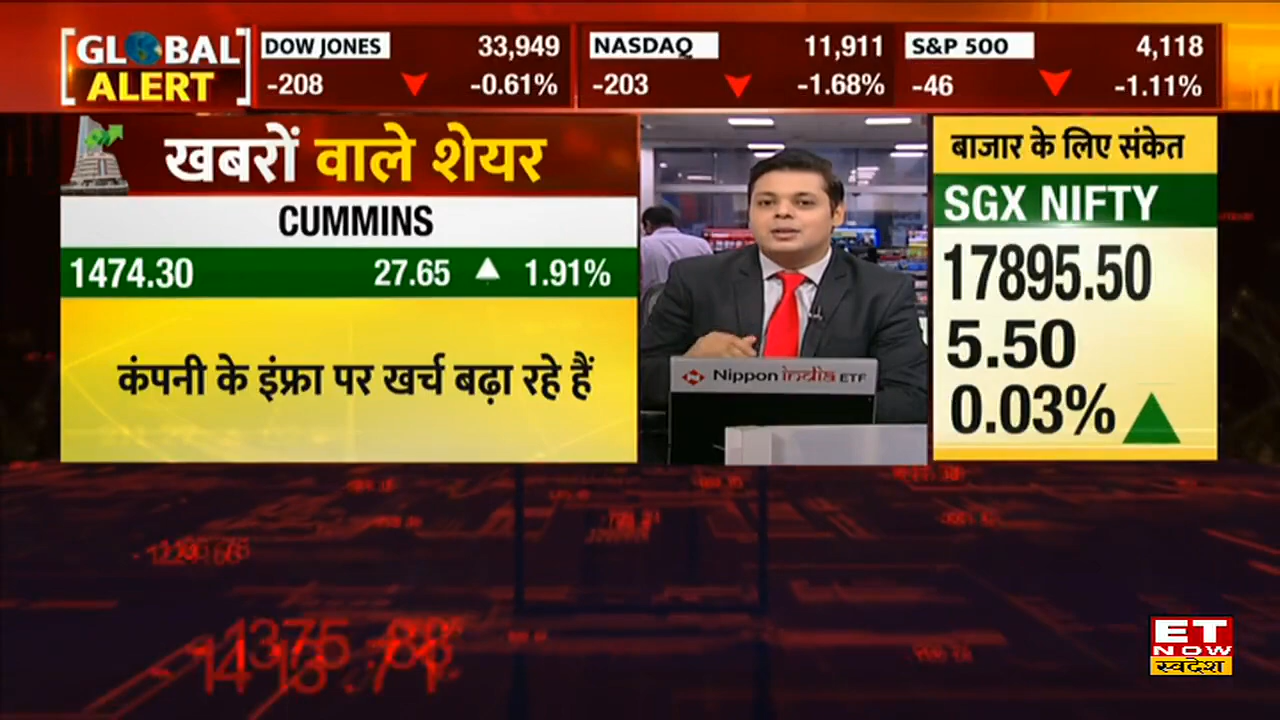 GLOBAL
ALERT
DOW JONES 33,949
-208 -0.61%
NASDAQ 11,911
-203 -1.68%
S&P 500 4,118
-46 -1.11%
खबरों वाले शेयर
CUMMINS
1474.30 27.65 1.91%
कंपनी के इंफ्रा पर खर्च बढ़ा रहे हैं
Nippon india ETF
बाजार के लिए संकेत
SGX NIFTY
17895.50
5.50
0.03%
ET
NOW
स्वदेश